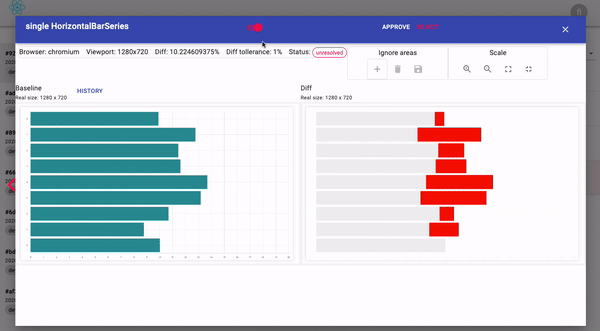 single HorizontalBarSeries
APPROVE
Browser: chromium Viewport: 1280x720 Diff: 10.224609375% Diff tollerance: 1% Status: unresolved
Ignore areas
Scale
Baseline
HISTORY
Real size: 1280 x 720
Diff
Real size: 1280 x 720